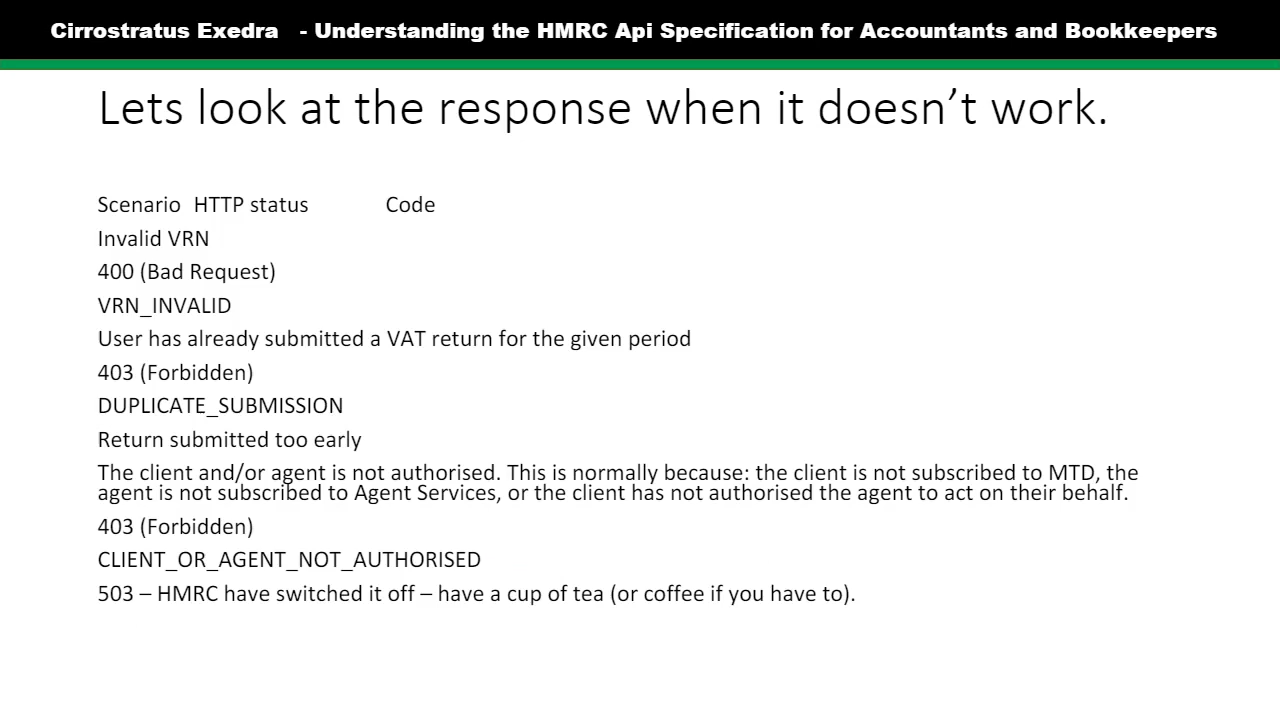 Cirrostratus Exedra - Understanding the HMRC Api Specification for Accountants and Bookkeepers
Lets look at the response when it doesn’t work.
Scenario HTTP status Code
Invalid VRN
400 (Bad Request)
VRN_INVALID
User has already submitted a VAT return for the given period
403 (Forbidden)
DUPLICATE_SUBMISSION
Return submitted too early
The client and/or agent is not authorised. This is normally because: the client is not subscribed to MTD, the
agent is not subscribed to Agent Services, or the client has not authorised the agent to act on their behalf.
403 (Forbidden)
CLIENT_OR_AGENT_NOT_AUTHORISED
503 – HMRC have switched it off – have a cup of tea (or coffee if you have to).